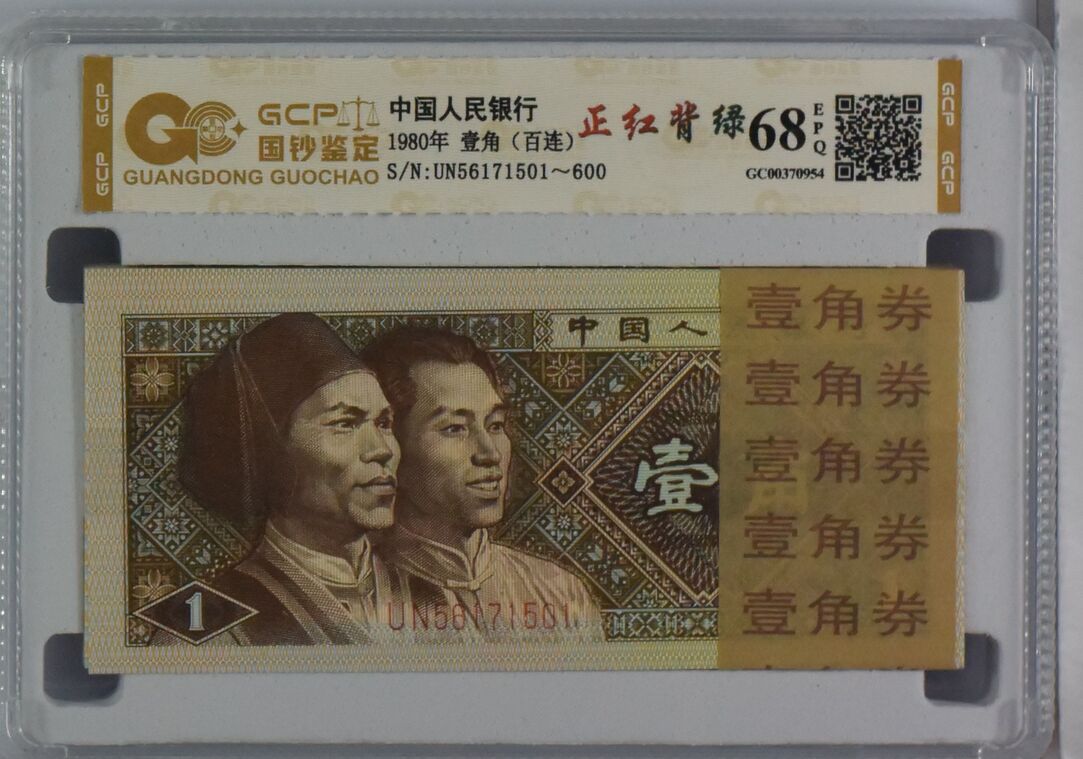 GCP GCP
GCP
国钞鉴定
GUANGDONG GUOCHAO
中国人民银行
1980年 壹角（百连）
S/N:UN56171501～600
正红背绿
68
EPQ
GC00370954
GCP GCP
中国人
壹
1
UN56171501
壹角券
壹角券
壹角券
壹角券
壹角券